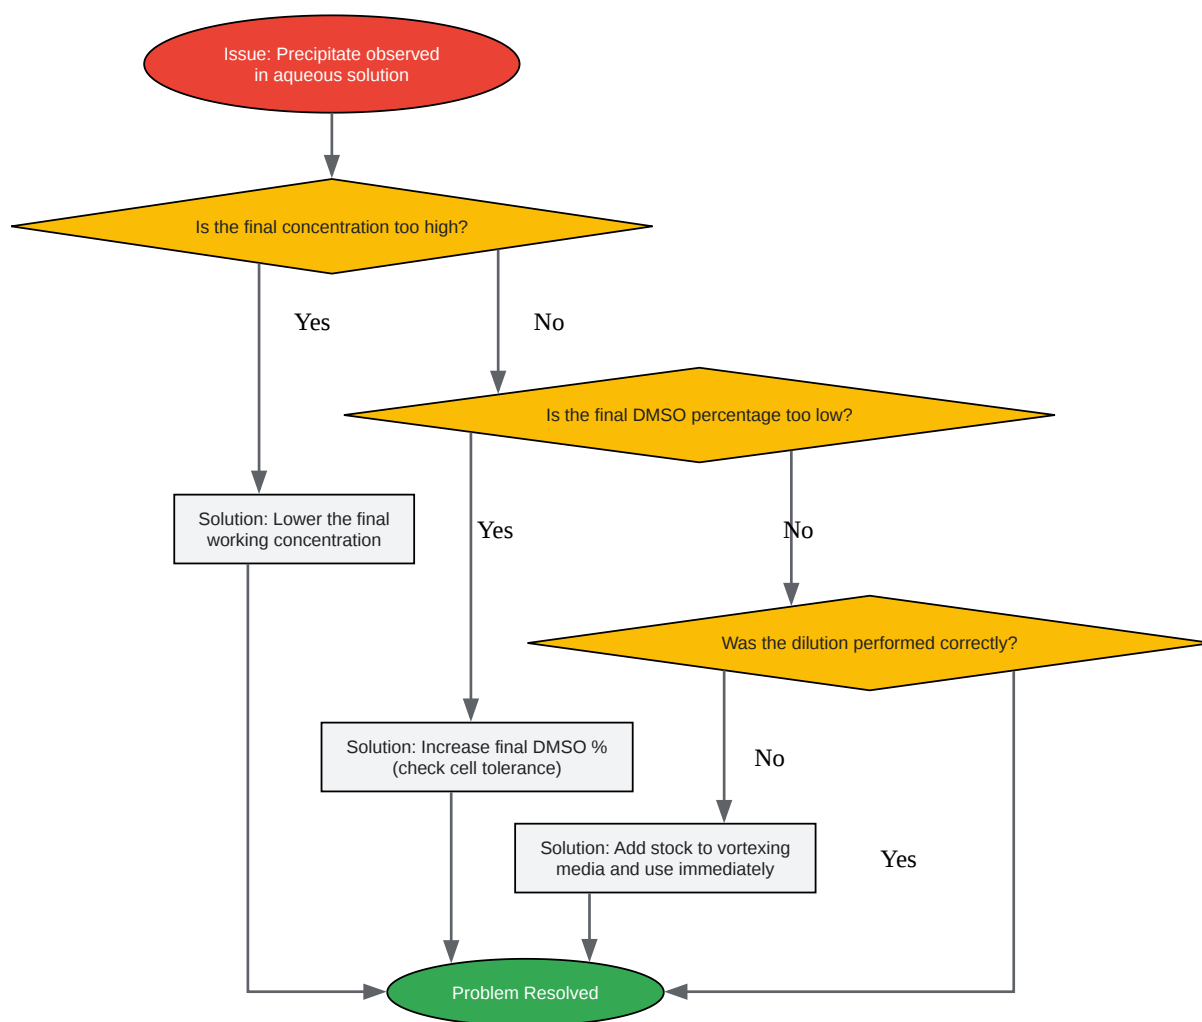 Issue: Precipitate observed
in aqueous solution
Is the final concentration too high?
Yes
No
Is the final DMSO percentage too low?
Solution: Lower the final
working concentration
Yes
No
Was the dilution performed correctly?
Solution: Increase final DMSO %
(check cell tolerance)
No
Solution: Add stock to vortexing
media and use immediately
Yes
Problem Resolved